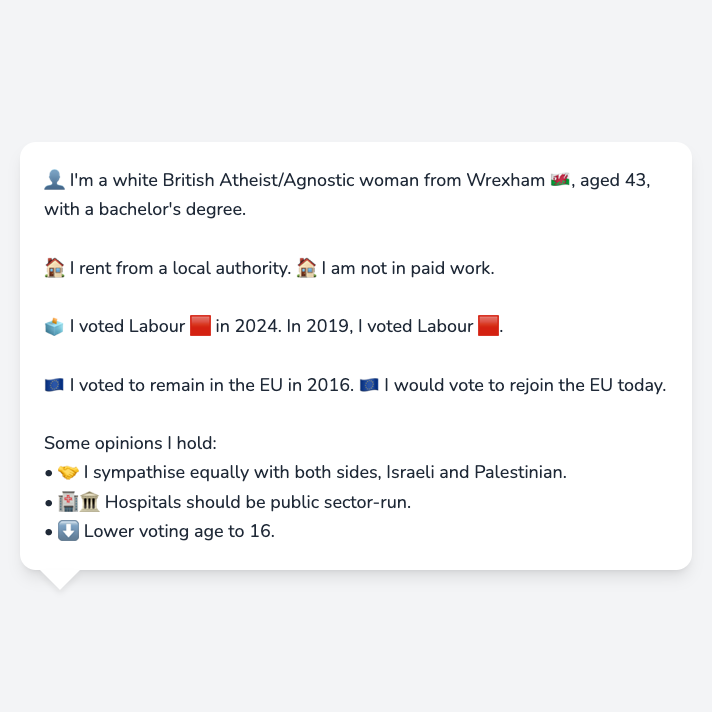 👤 I'm a white British Atheist/Agnostic woman from Wrexham 🏴󠁧󠁢󠁷󠁬󠁳󠁿, aged 43,
with a bachelor's degree.
🏠 I rent from a local authority. 🏠 I am not in paid work.
🗳️ I voted Labour 🟥 in 2024. In 2019, I voted Labour 🟥.
🇪🇺 I voted to remain in the EU in 2016. 🇪🇺 I would vote to rejoin the EU today.
Some opinions I hold:
• 🤝 I sympathise equally with both sides, Israeli and Palestinian.
• 🏥🏛️ Hospitals should be public sector-run.
• ⬇️ Lower voting age to 16.